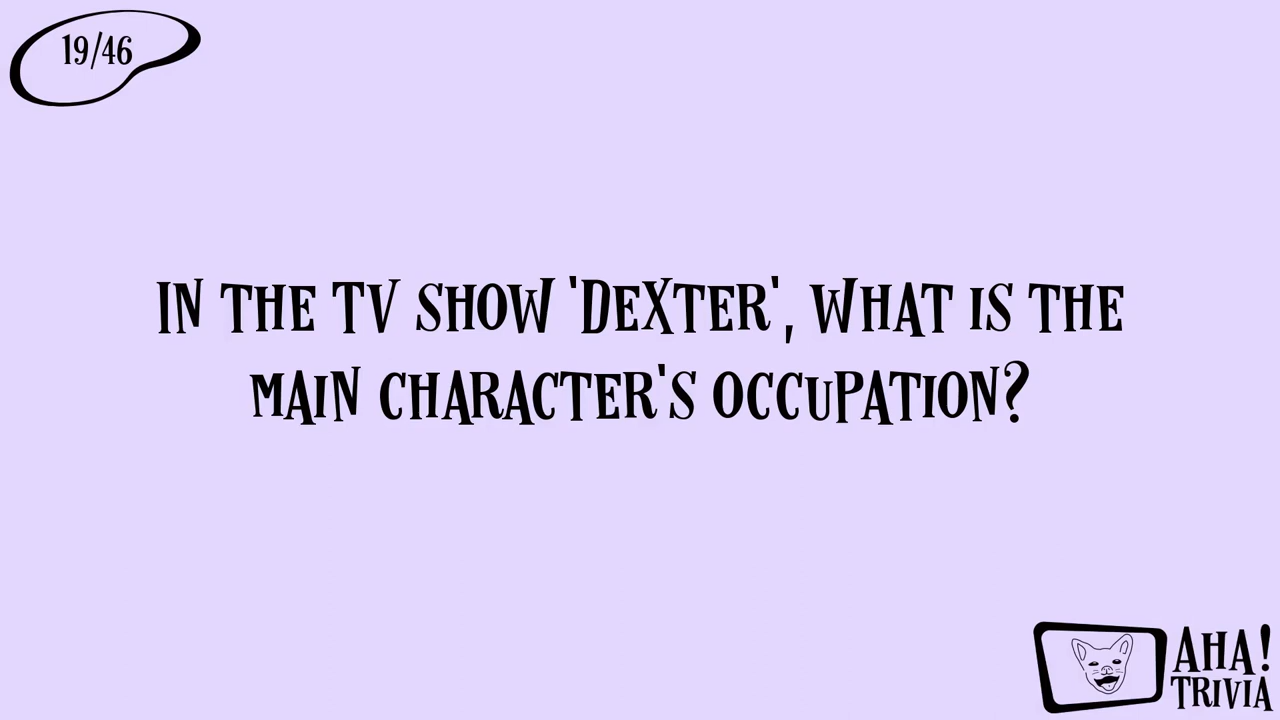 19/46
IN THE TV SHOW 'DEXTER', WHAT IS THE
MAIN CHARACTER'S OCCUPATION?
AHA!
TRIVIA